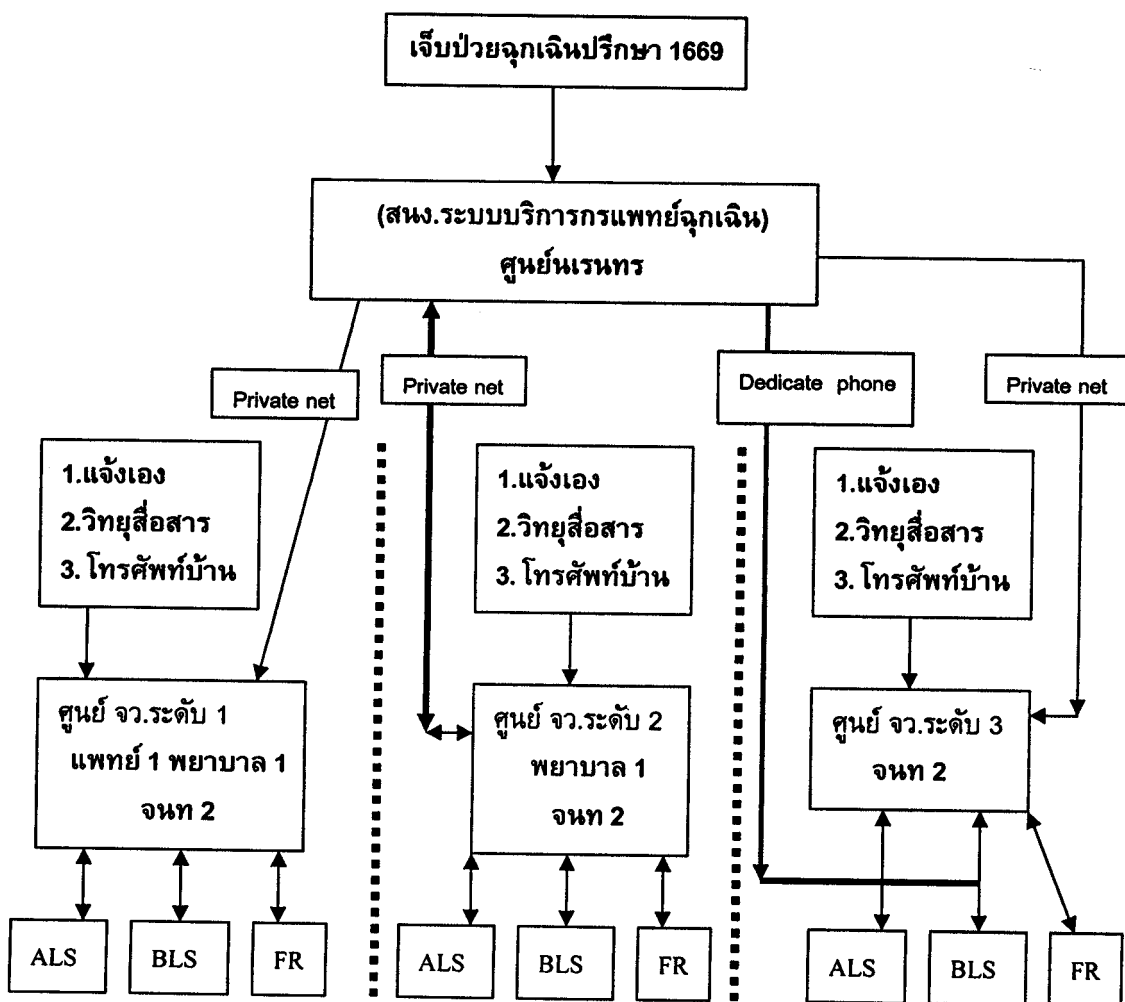 เจ็บป่วยฉุกเฉินปรึกษา 1669
(สนง.ระบบบริการกรแพทย์ฉุกเฉิน)
ศูนย์นเรนทร
Private net
Private net
Dedicate phone
Private net
1.แจ้งเอง
2.วิทยุสื่อสาร
3. โทรศัพท์บ้าน
1.แจ้งเอง
2.วิทยุสื่อสาร
3. โทรศัพท์บ้าน
1.แจ้งเอง
2.วิทยุสื่อสาร
3. โทรศัพท์บ้าน
ศูนย์ จว.ระดับ 1
แพทย์ 1 พยาบาล 1
จนท 2
ศูนย์ จว.ระดับ 2
พยาบาล 1
จนท 2
ศูนย์ จว.ระดับ 3
จนท 2
ALS
BLS
FR
ALS
BLS
FR
ALS
BLS
FR